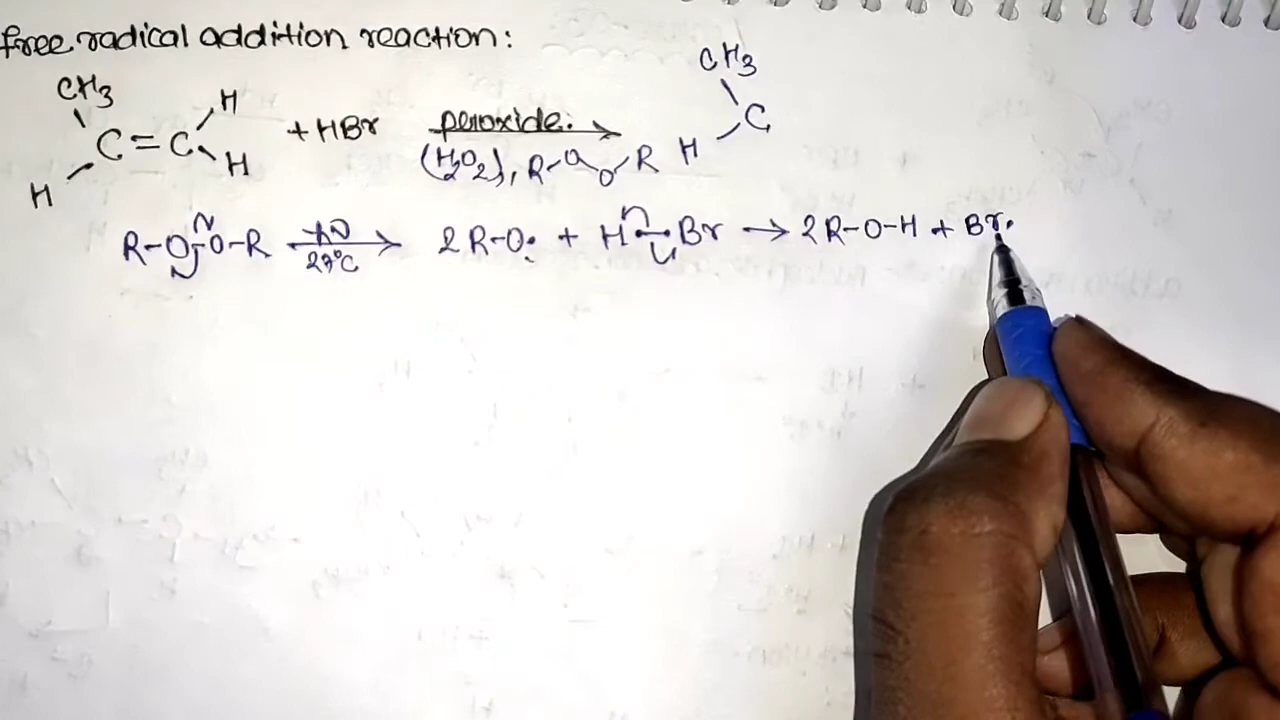 free radical addition reaction:
CH3 H CH3
C=C + HBr peroxide. C
H H (H2O2), R-O O-R H
R-O-O-R hν 27°C 2R-O• + H-Br → 2R-O-H + Br•